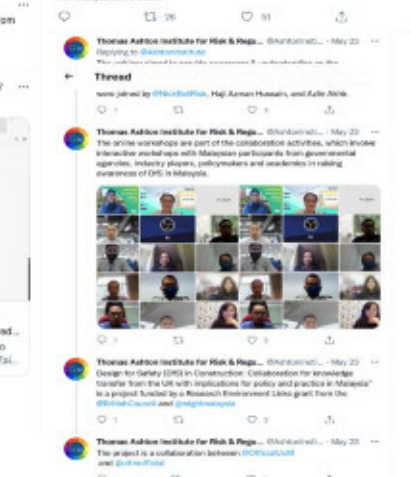 om
26
51
Thomas Ashton Institute for Risk & Regu... @Ashtoninsti... · May 23
Replying to @Ashtoninstitute
Thread
were joined by Haji Azman Hussain, and Azlie
Thomas Ashton Institute for Risk & Regu... @Ashtoninsti... · May 23
The online workshops are part of the collaboration activities, which involve
interactive workshops with Malaysian participants from governmental
agencies, industry players, policymakers and academics in raising
awareness of DfS in Malaysia.
Thomas Ashton Institute for Risk & Regu... @Ashtoninsti... · May 23
Design for Safety (DfS) in Construction: Collaboration for knowledge
transfer from the UK with implications for policy and practice in Malaysia"
is a project funded by a Research Environment Links grant from the
@BritishCouncil and @mightmalaysia
Thomas Ashton Institute for Risk & Regu... @Ashtoninsti... · May 23
The project is a collaboration between @OfficialUoM
and